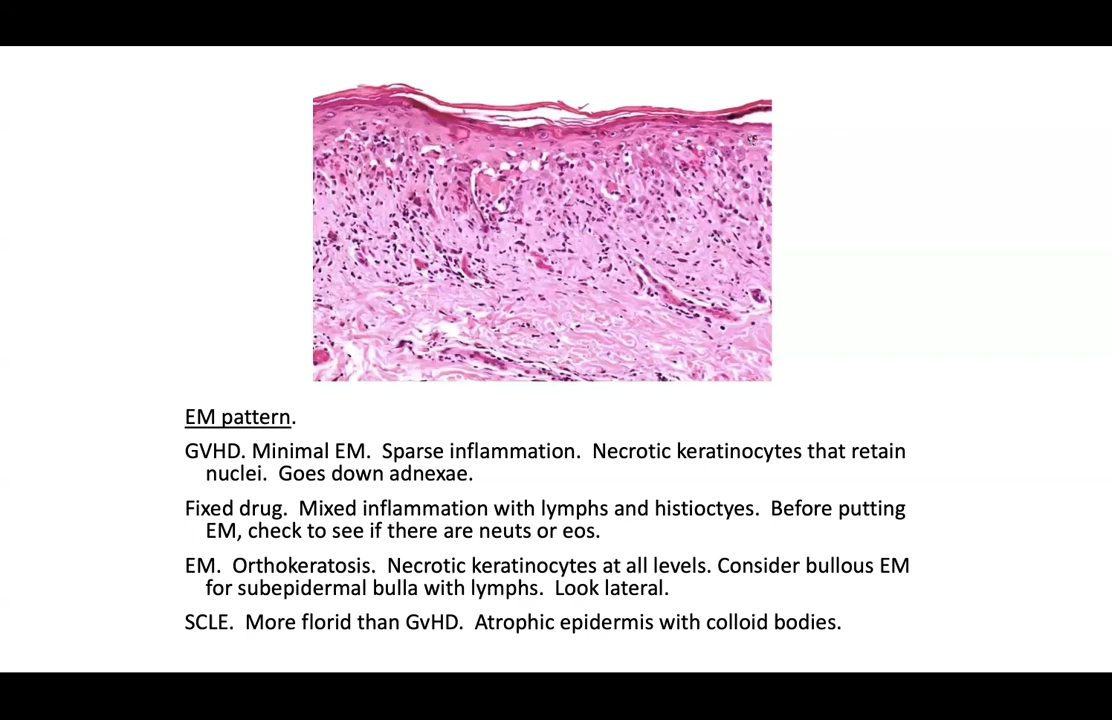 EM pattern.
GVHD. Minimal EM.  Sparse inflammation.  Necrotic keratinocytes that retain
nuclei.  Goes down adnexae.
Fixed drug.  Mixed inflammation with lymphs and histioctyes.  Before putting
EM, check to see if there are neuts or eos.
EM.  Orthokeratosis.  Necrotic keratinocytes at all levels. Consider bullous EM
for subepidermal bulla with lymphs.  Look lateral.
SCLE.  More florid than GvHD.  Atrophic epidermis with colloid bodies.